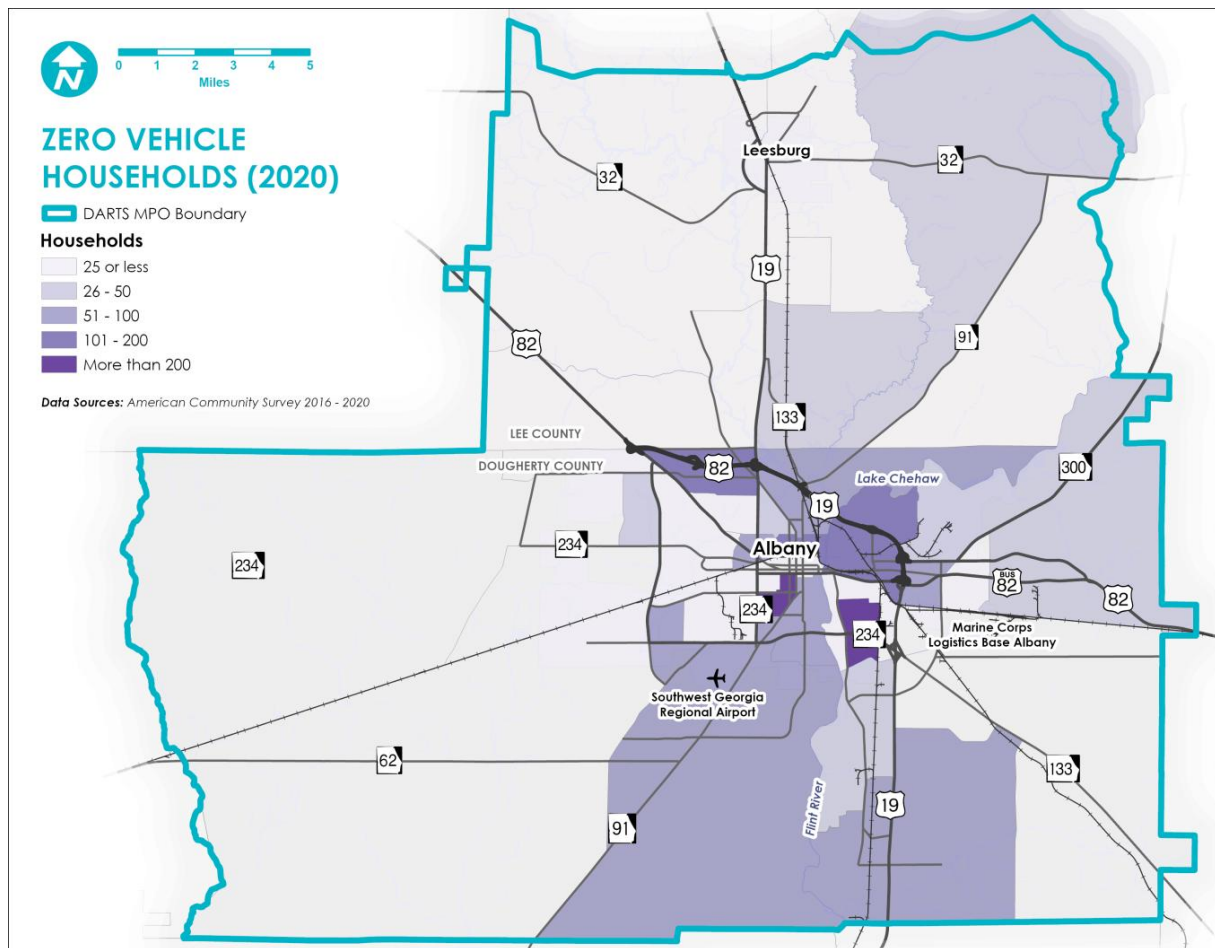 N
0 1 2 3 4 5
Miles
ZERO VEHICLE
HOUSEHOLDS (2020)
DARTS MPO Boundary
Households
25 or less
26 - 50
51 - 100
101 - 200
More than 200
Data Sources: American Community Survey 2016 - 2020
Leesburg
32
32
19
82
91
133
LEE COUNTY
DOUGHERTY COUNTY
82
300
Lake Chehaw
19
234
234
Albany
BUS
82
82
234
234
Marine Corps
Logistics Base Albany
Southwest Georgia
Regional Airport
62
133
Flint River
19
91